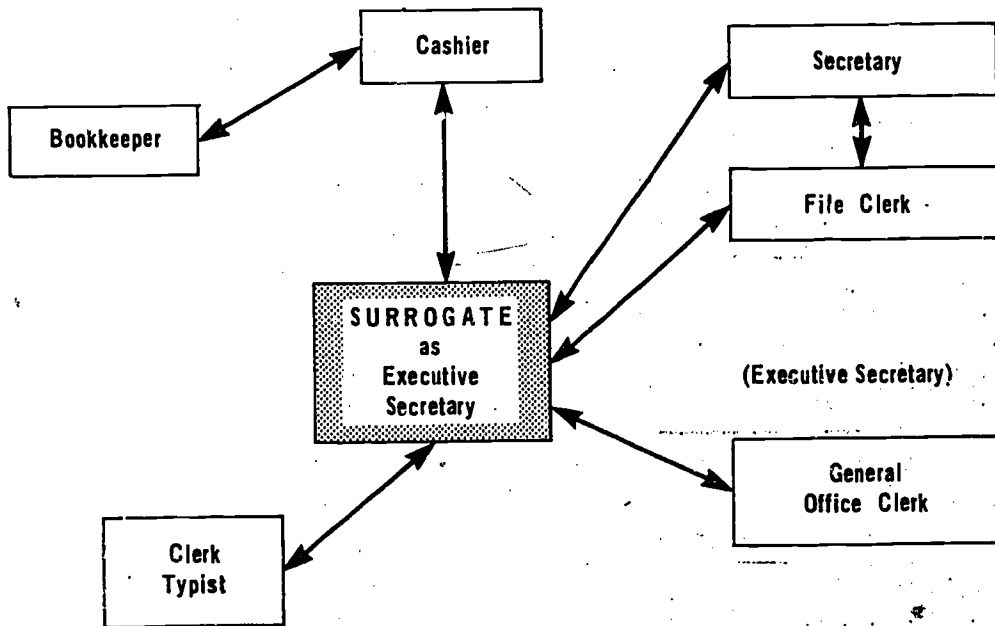 Cashier
Secretary
Bookkeeper
File Clerk
SURROGATE
as
Executive
Secretary
(Executive Secretary)
General
Office Clerk
Clerk
Typist